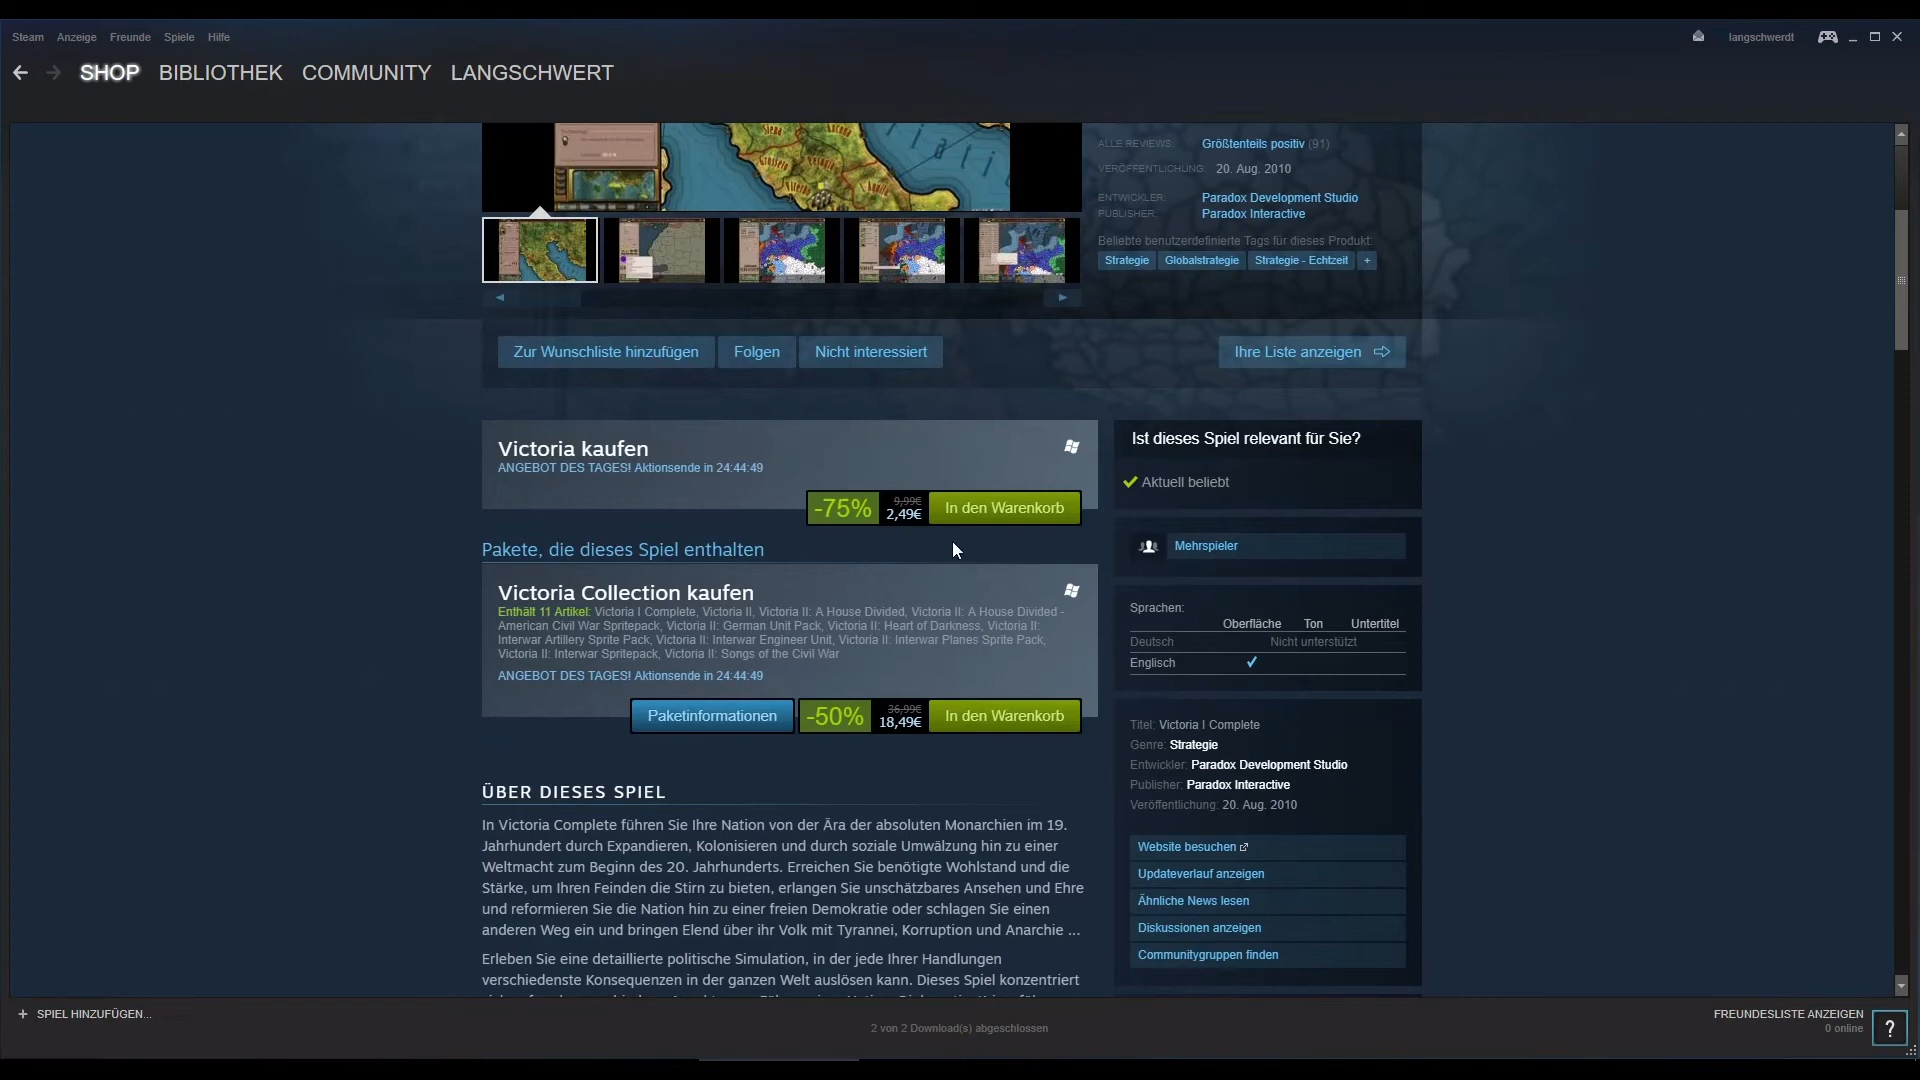 Steam Anzeige Freunde Spiele Hilfe
langschwerdt
SHOP BIBLIOTHEK COMMUNITY LANGSCHWERT
ALLE REVIEWS: Größtenteils positiv (91)
VERÖFFENTLICHUNG: 20. Aug. 2010
ENTWICKLER: Paradox Development Studio
PUBLISHER: Paradox Interactive
Beliebte benutzerdefinierte Tags für dieses Produkt:
Strategie Globalstrategie Strategie - Echtzeit +
Zur Wunschliste hinzufügen Folgen Nicht interessiert Ihre Liste anzeigen
Victoria kaufen
ANGEBOT DES TAGES! Aktionsende in 24:44:49
-75% 9,99€ 2,49€ In den Warenkorb
Pakete, die dieses Spiel enthalten
Victoria Collection kaufen
Enthält 11 Artikel: Victoria I Complete, Victoria II, Victoria II: A House Divided, Victoria II: A House Divided -
American Civil War Spritepack, Victoria II: German Unit Pack, Victoria II: Heart of Darkness, Victoria II:
Interwar Artillery Sprite Pack, Victoria II: Interwar Engineer Unit, Victoria II: Interwar Planes Sprite Pack,
Victoria II: Interwar Spritepack, Victoria II: Songs of the Civil War
ANGEBOT DES TAGES! Aktionsende in 24:44:49
Paketinformationen -50% 36,99€ 18,49€ In den Warenkorb
ÜBER DIESES SPIEL
In Victoria Complete führen Sie Ihre Nation von der Ära der absoluten Monarchien im 19.
Jahrhundert durch Expandieren, Kolonisieren und durch soziale Umwälzung hin zu einer
Weltmacht zum Beginn des 20. Jahrhunderts. Erreichen Sie benötigte Wohlstand und die
Stärke, um Ihren Feinden die Stirn zu bieten, erlangen Sie unschätzbares Ansehen und Ehre
und reformieren Sie die Nation hin zu einer freien Demokratie oder schlagen Sie einen
anderen Weg ein und bringen Elend über ihr Volk mit Tyrannei, Korruption und Anarchie ...
Erleben Sie eine detaillierte politische Simulation, in der jede Ihrer Handlungen
verschiedenste Konsequenzen in der ganzen Welt auslösen kann. Dieses Spiel konzentriert
Ist dieses Spiel relevant für Sie?
Aktuell beliebt
Mehrspieler
Sprachen:
Oberfläche Ton Untertitel
Deutsch Nicht unterstützt
Englisch ✓
Titel: Victoria I Complete
Genre: Strategie
Entwickler: Paradox Development Studio
Publisher: Paradox Interactive
Veröffentlichung: 20. Aug. 2010
Website besuchen
Updateverlauf anzeigen
Ähnliche News lesen
Diskussionen anzeigen
Communitygruppen finden
+ SPIEL HINZUFÜGEN...
2 von 2 Download(s) abgeschlossen
FREUNDESLISTE ANZEIGEN
0 online
?